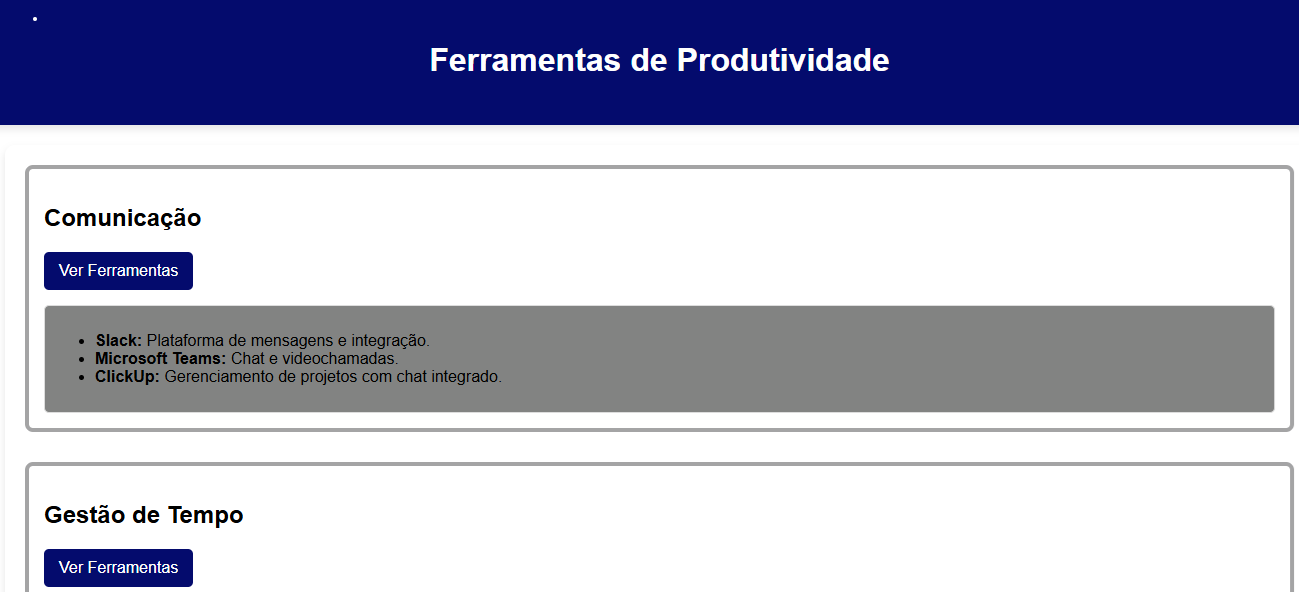 Ferramentas de Produtividade
Comunicação
Ver Ferramentas
• Slack: Plataforma de mensagens e integração.
• Microsoft Teams: Chat e videochamadas.
• ClickUp: Gerenciamento de projetos com chat integrado.
Gestão de Tempo
Ver Ferramentas